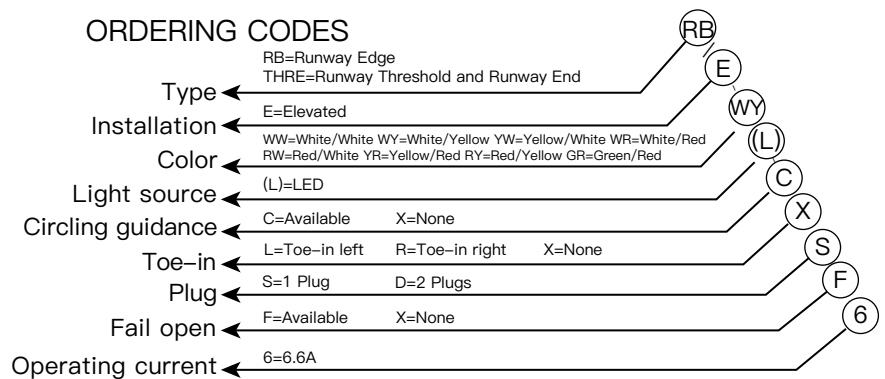 ORDERING CODES
RB
RB=Runway Edge
THRE=Runway Threshold and Runway End
Type
E
E=Elevated
Installation
WY
WW=White/White WY=White/Yellow YW=Yellow/White WR=White/Red
RW=Red/White YR=Yellow/Red RY=Red/Yellow GR=Green/Red
Color
(L)
(L)=LED
Light source
C
C=Available X=None
Circling guidance
X
L=Toe-in left R=Toe-in right X=None
Toe-in
S
S=1 Plug D=2 Plugs
Plug
F
F=Available X=None
Fail open
6
6=6.6A
Operating current